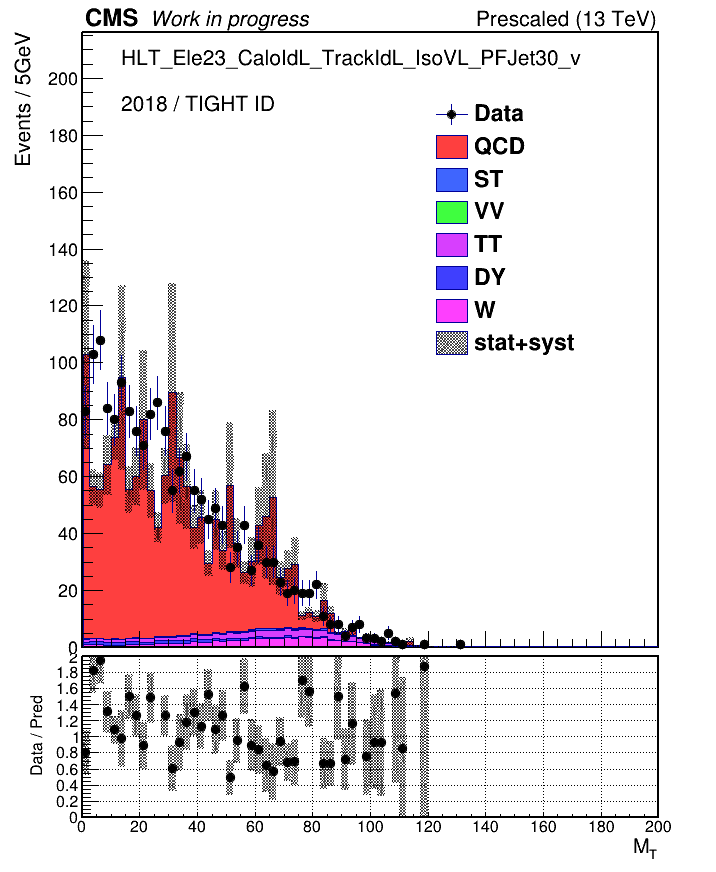 CMS Work in progress Prescaled (13 TeV)
Events / 5GeV
HLT_Ele23_CaloIdL_TrackIdL_IsoVL_PFJet30_v
2018 / TIGHT ID
Data
QCD
ST
VV
TT
DY
W
stat+syst
200
180
160
140
120
100
80
60
40
20
0
Data / Pred
2
1.8
1.6
1.4
1.2
1
0.8
0.6
0.4
0.2
0
0 20 40 60 80 100 120 140 160 180 200
M_T